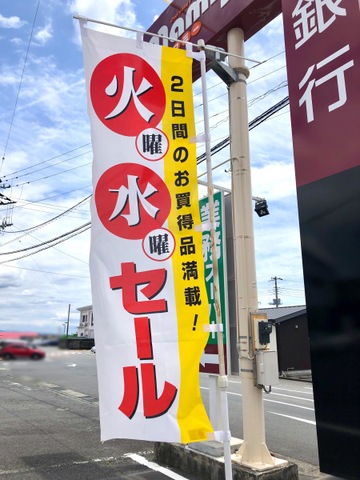 火曜
水曜
セール
2日間のお買得品満載!
銀行